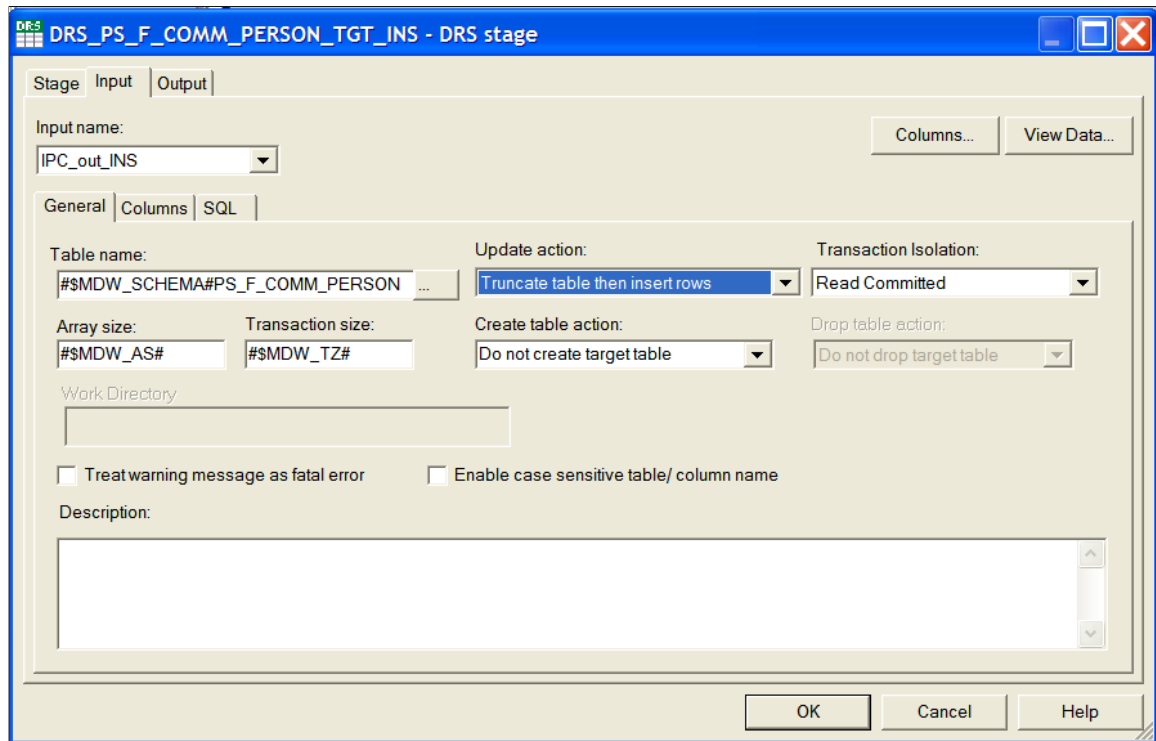 DRS DRS_PS_F_COMM_PERSON_TGT_INS - DRS stage
Stage Input Output
Input name:
IPC_out_INS
Columns... View Data...
General Columns SQL
Table name: Update action: Transaction Isolation:
#$MDW_SCHEMA#PS_F_COMM_PERSON ... Truncate table then insert rows Read Committed
Array size: Transaction size: Create table action: Drop table action:
#$MDW_AS# #$MDW_TZ# Do not create target table Do not drop target table
Work Directory
Treat warning message as fatal error Enable case sensitive table/ column name
Description:
OK Cancel Help